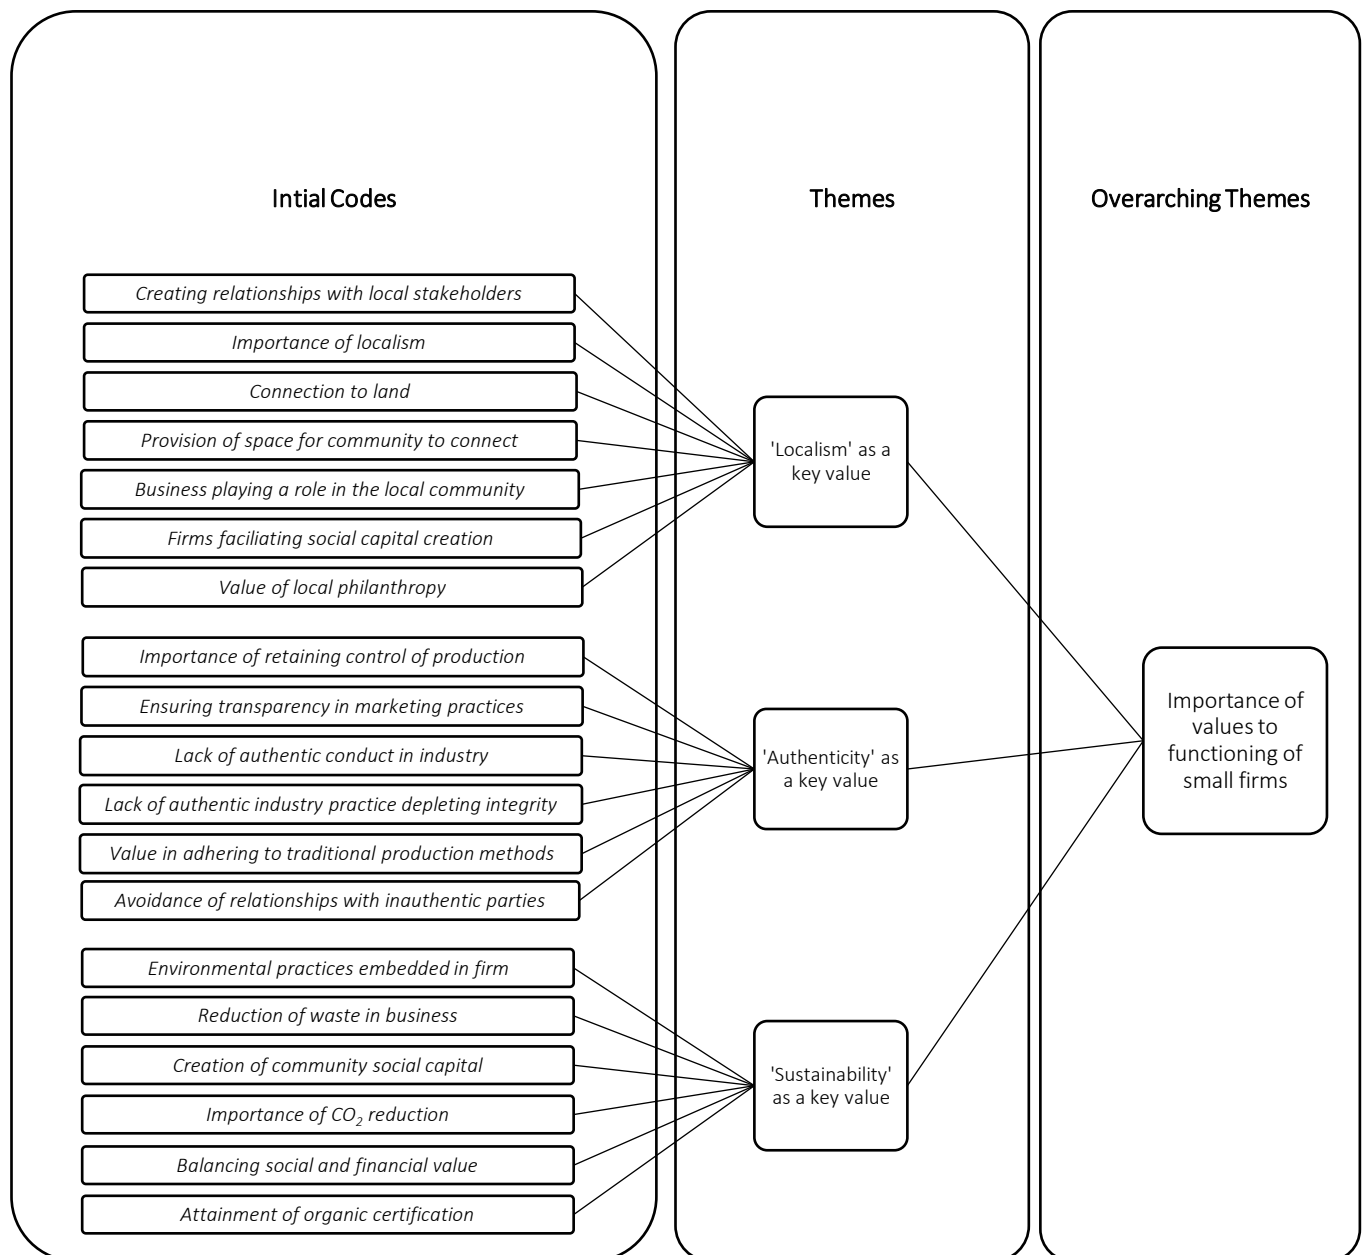 Intial Codes
Themes
Overarching Themes
Creating relationships with local stakeholders
Importance of localism
Connection to land
Provision of space for community to connect
Business playing a role in the local community
Firms faciliating social capital creation
Value of local philanthropy
Importance of retaining control of production
Ensuring transparency in marketing practices
Lack of authentic conduct in industry
Lack of authentic industry practice depleting integrity
Value in adhering to traditional production methods
Avoidance of relationships with inauthentic parties
Environmental practices embedded in firm
Reduction of waste in business
Creation of community social capital
Importance of CO₂ reduction
Balancing social and financial value
Attainment of organic certification
'Localism' as a
key value
'Authenticity' as
a key value
'Sustainability'
as a key value
Importance of
values to
functioning of
small firms